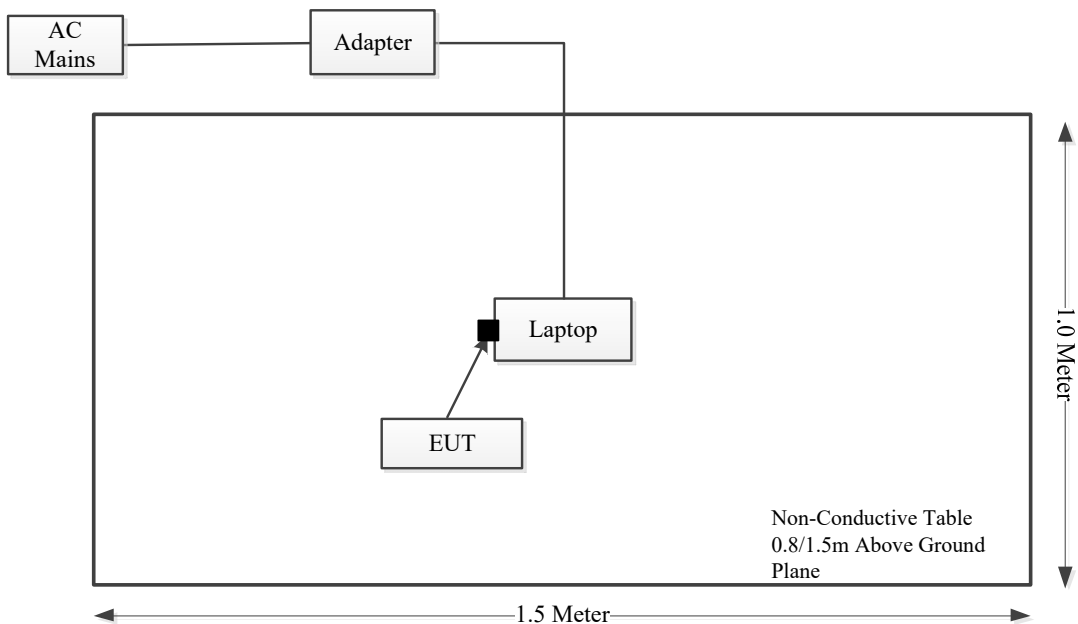 AC
Mains
Adapter
Laptop
EUT
1.0 Meter
Non-Conductive Table
0.8/1.5m Above Ground
Plane
1.5 Meter